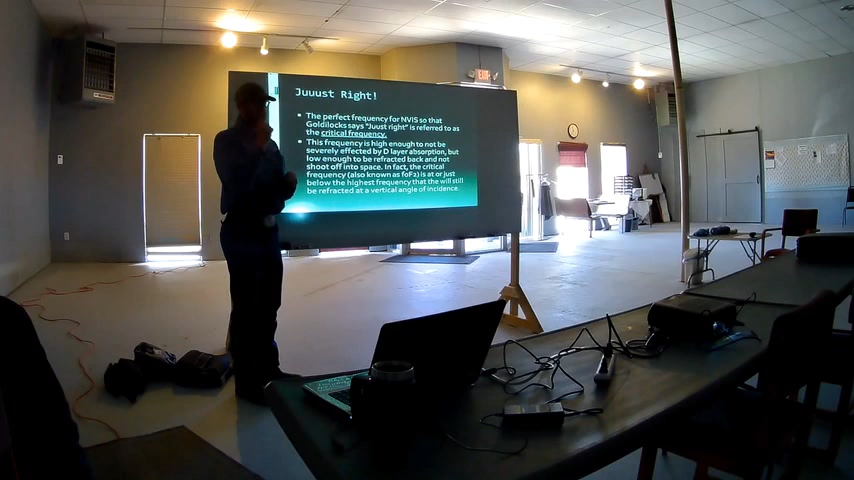 Juuust Right!
The perfect frequency for NVIS so that
Goldilocks says "Juust right" is referred to as
the critical frequency.
This frequency is high enough to not be
severely effected by D layer absorption, but
low enough to be refracted back and not
shoot off into space. In fact, the critical
frequency (also known as foF2) is at or just
below the highest frequency that the will still
be refracted at a vertical angle of incidence.
EXIT